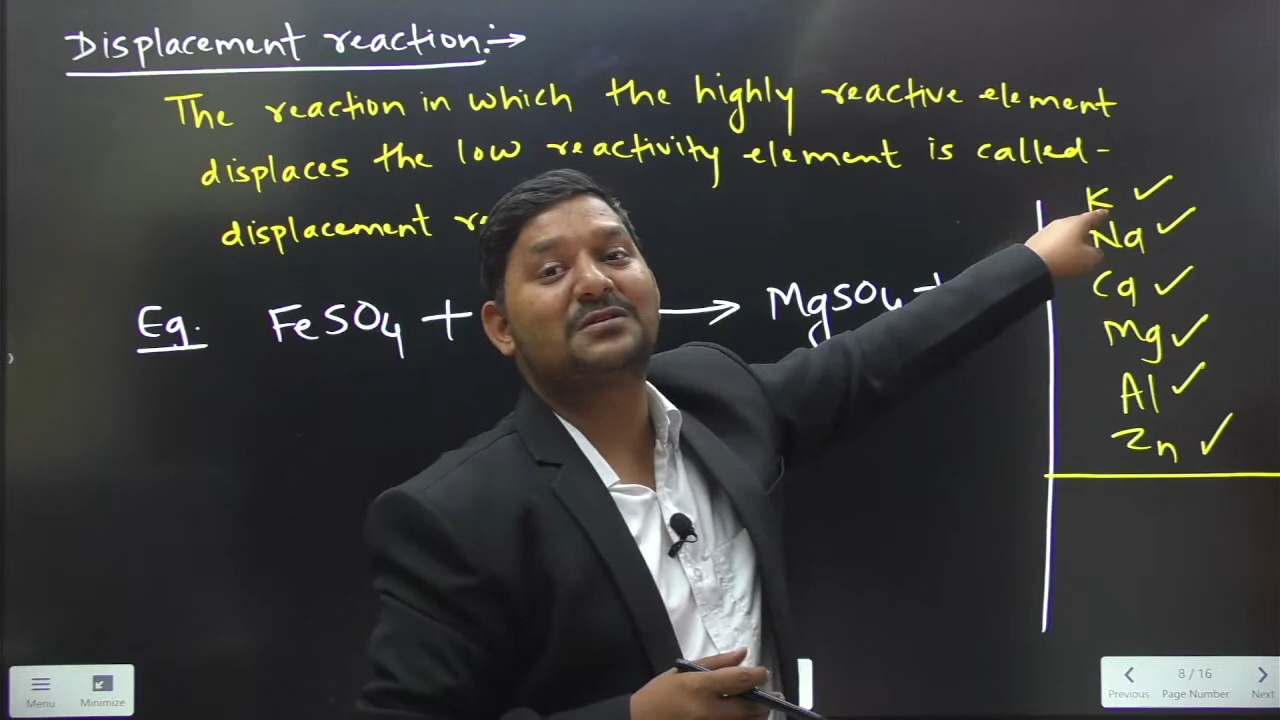 Displacement reaction:→
The reaction in which the highly reactive element
displaces the low reactivity element is called-
displacement
Eg. FeSO4 + → MgSO4 +
K ✓
Na ✓
Ca ✓
Mg ✓
Al ✓
Zn ✓
Menu
Minimize
Previous
8 / 16
Page Number
Next